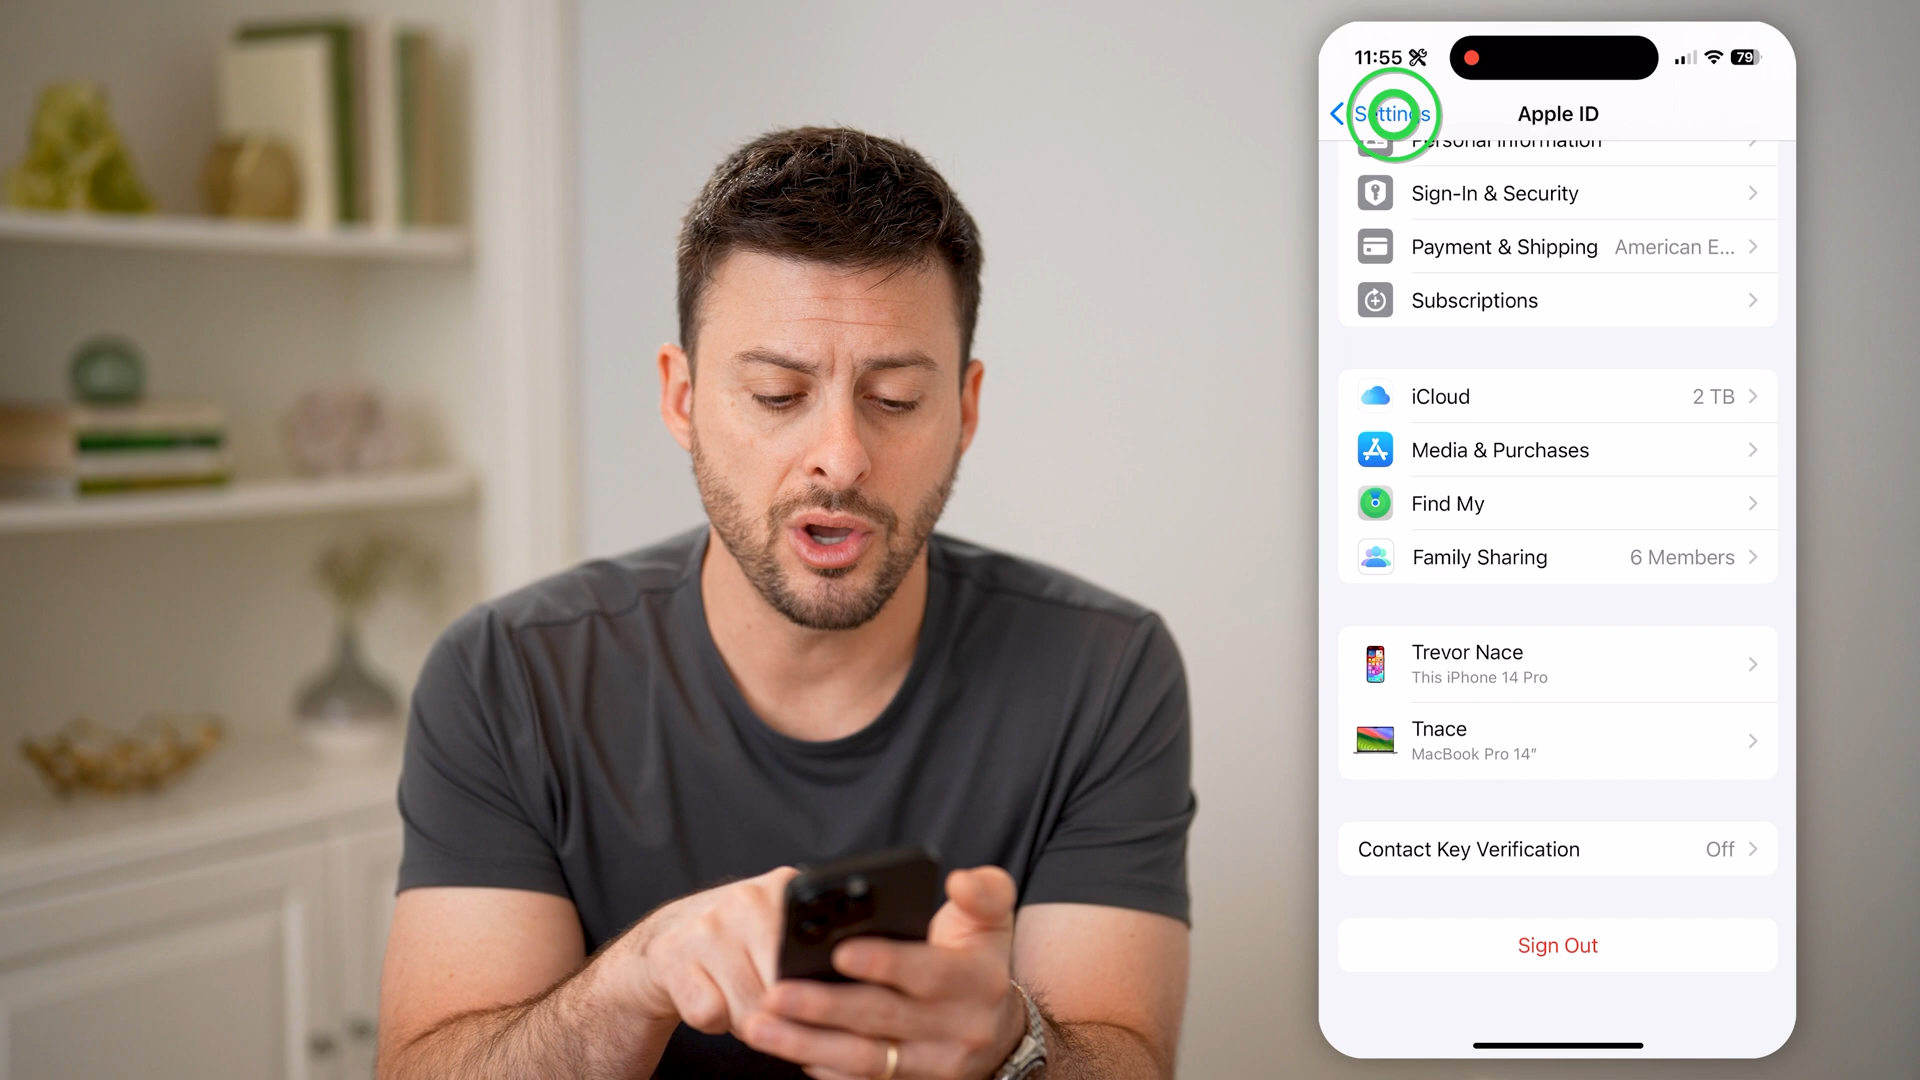 11:55
79
Settings
Apple ID
Personal Information
Sign-In & Security
Payment & Shipping American E...
Subscriptions
iCloud 2 TB
Media & Purchases
Find My
Family Sharing 6 Members
Trevor Nace
This iPhone 14 Pro
Tnace
MacBook Pro 14"
Contact Key Verification Off
Sign Out